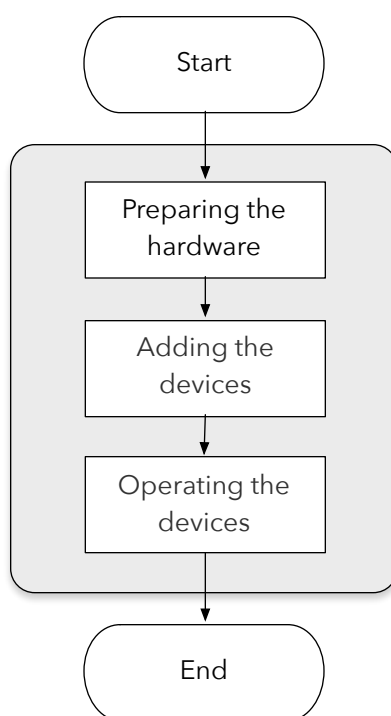 Start
Preparing the
hardware
Adding the
devices
Operating the
devices
End